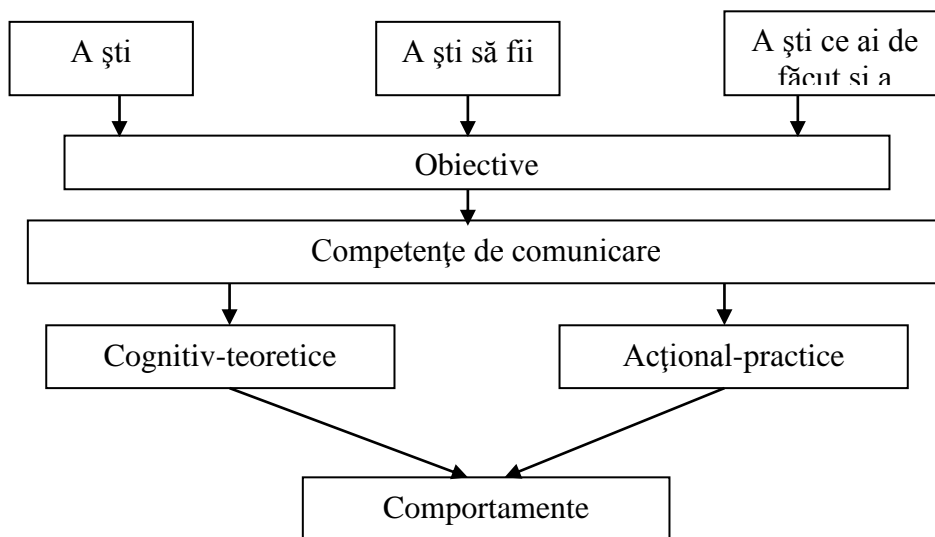 A şti
A şti să fii
A şti ce ai de
făcut şi a
Obiective
Competenţe de comunicare
Cognitiv-teoretice
Acţional-practice
Comportamente